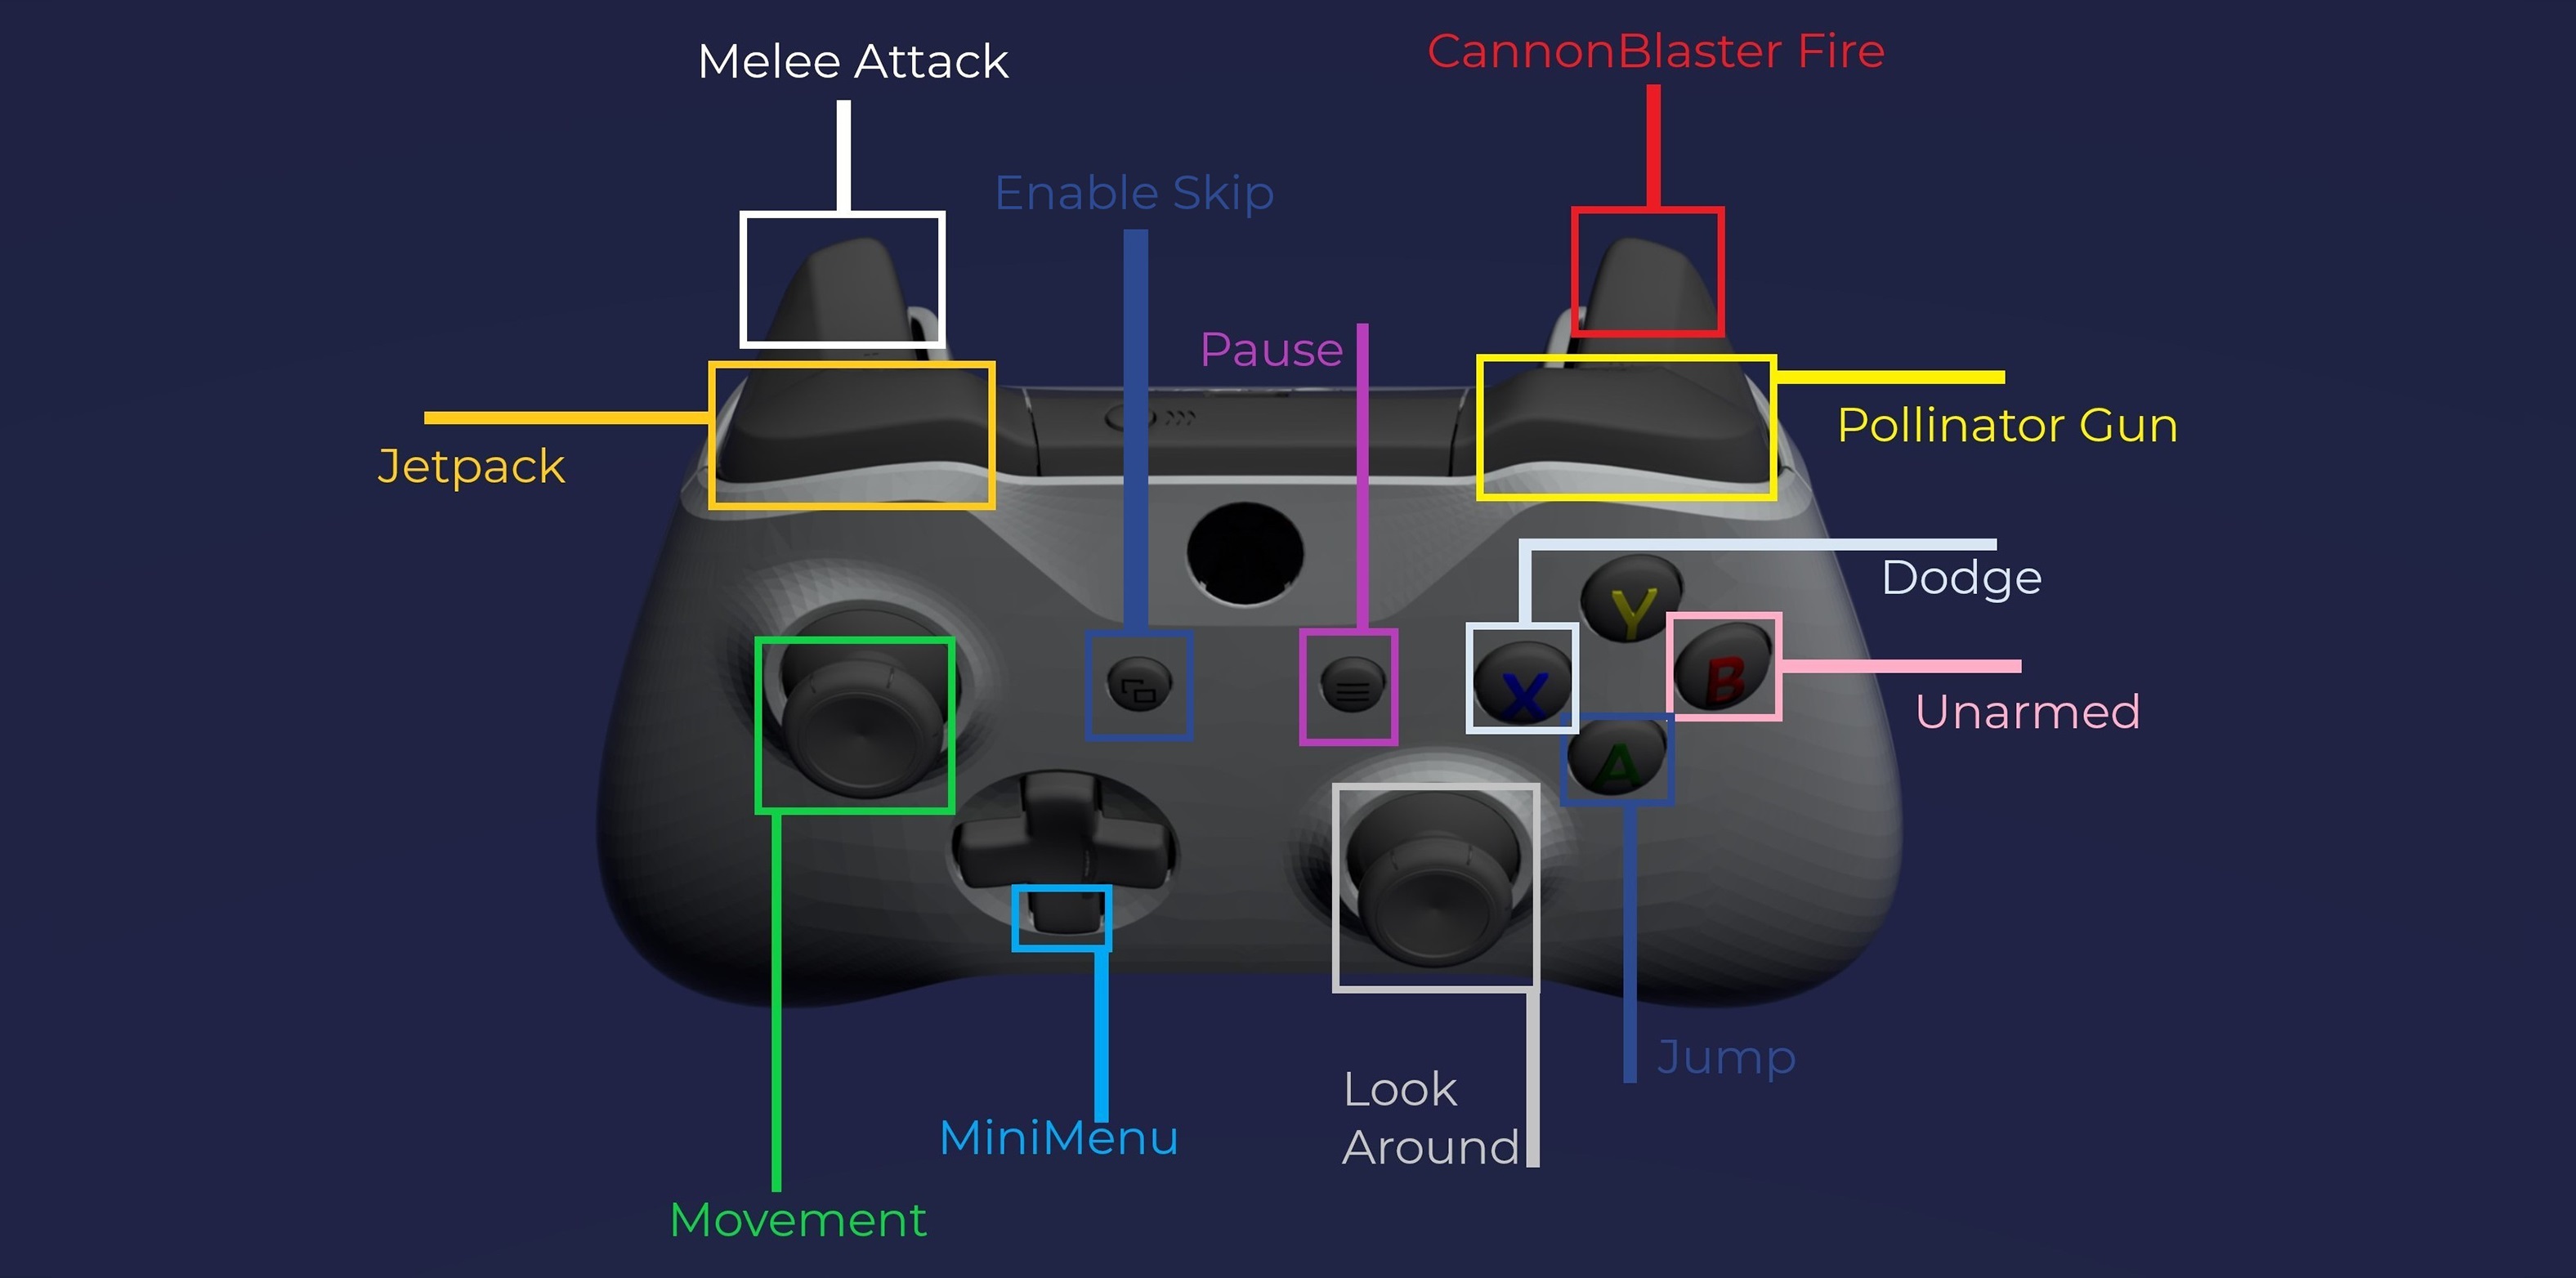 CannonBlaster Fire
Melee Attack
Enable Skip
Pause
Pollinator Gun
Jetpack
Dodge
Y
X
B
Unarmed
A
Jump
Look
Around
MiniMenu
Movement